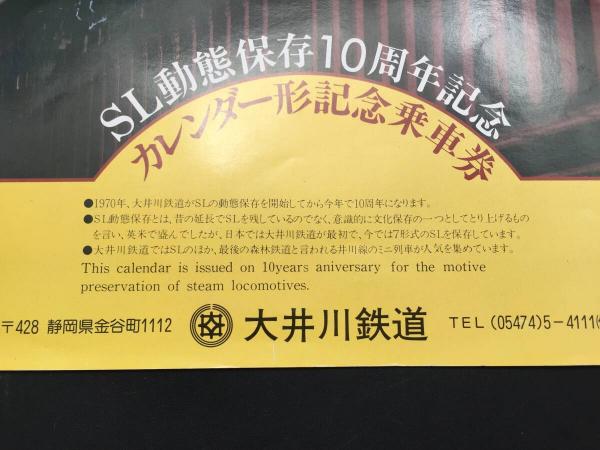 SL動態保存10周年記念
カレンダー形記念乗車券
●1970年、大井川鉄道がSLの動態保存を開始してから今年で10周年になります。
●SL動態保存とは、昔の延長でSLを残しているのでなく、意識的に文化保存の一つとしてとり上げるもの
を言い、英米で盛んでしたが、日本では大井川鉄道が最初で、今では7形式のSLを保存しています。
●大井川鉄道ではSLのほか、最後の森林鉄道と言われる井川線のミニ列車が人気を集めています。
This calendar is issued on 10years aniversary for the motive
preservation of steam locomotives.
〒428 静岡県金谷町1112 大井川鉄道 TEL (05474)5-4111